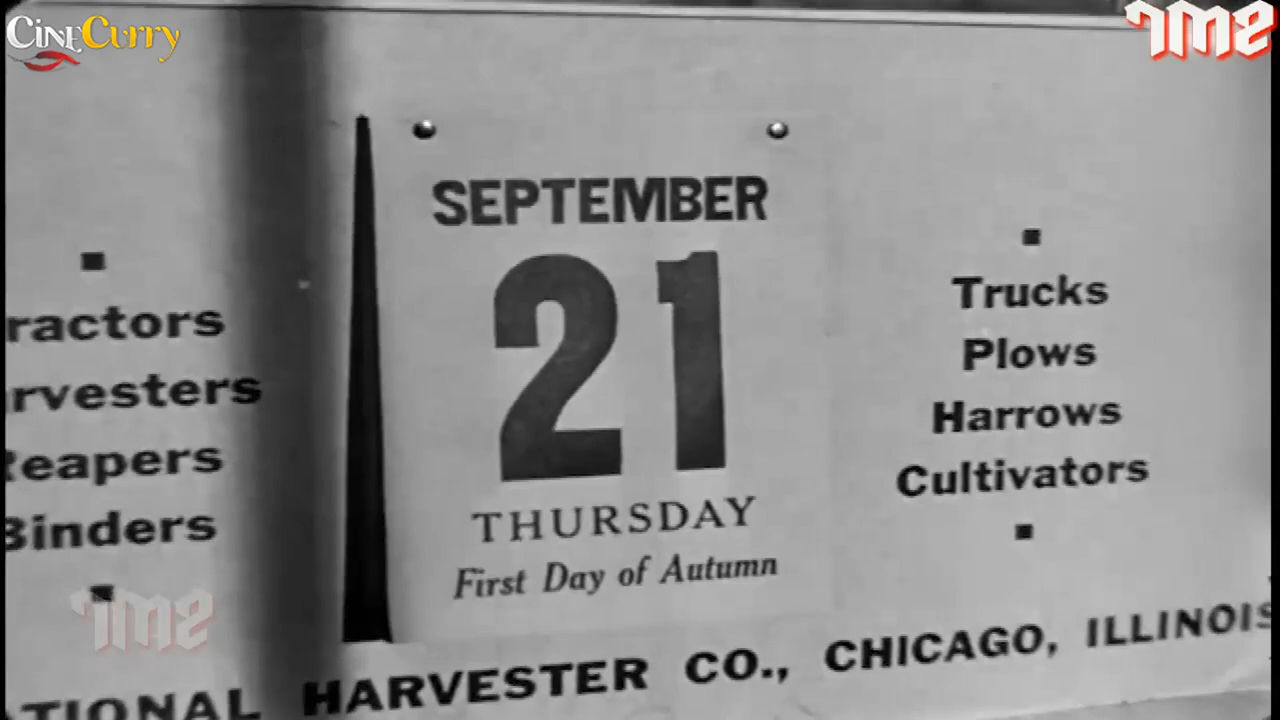 CineCurry
SEPTEMBER
21
THURSDAY
First Day of Autumn
ractors
rvesters
Reapers
Binders
Trucks
Plows
Harrows
Cultivators
TIONAL HARVESTER CO., CHICAGO, ILLINOIS